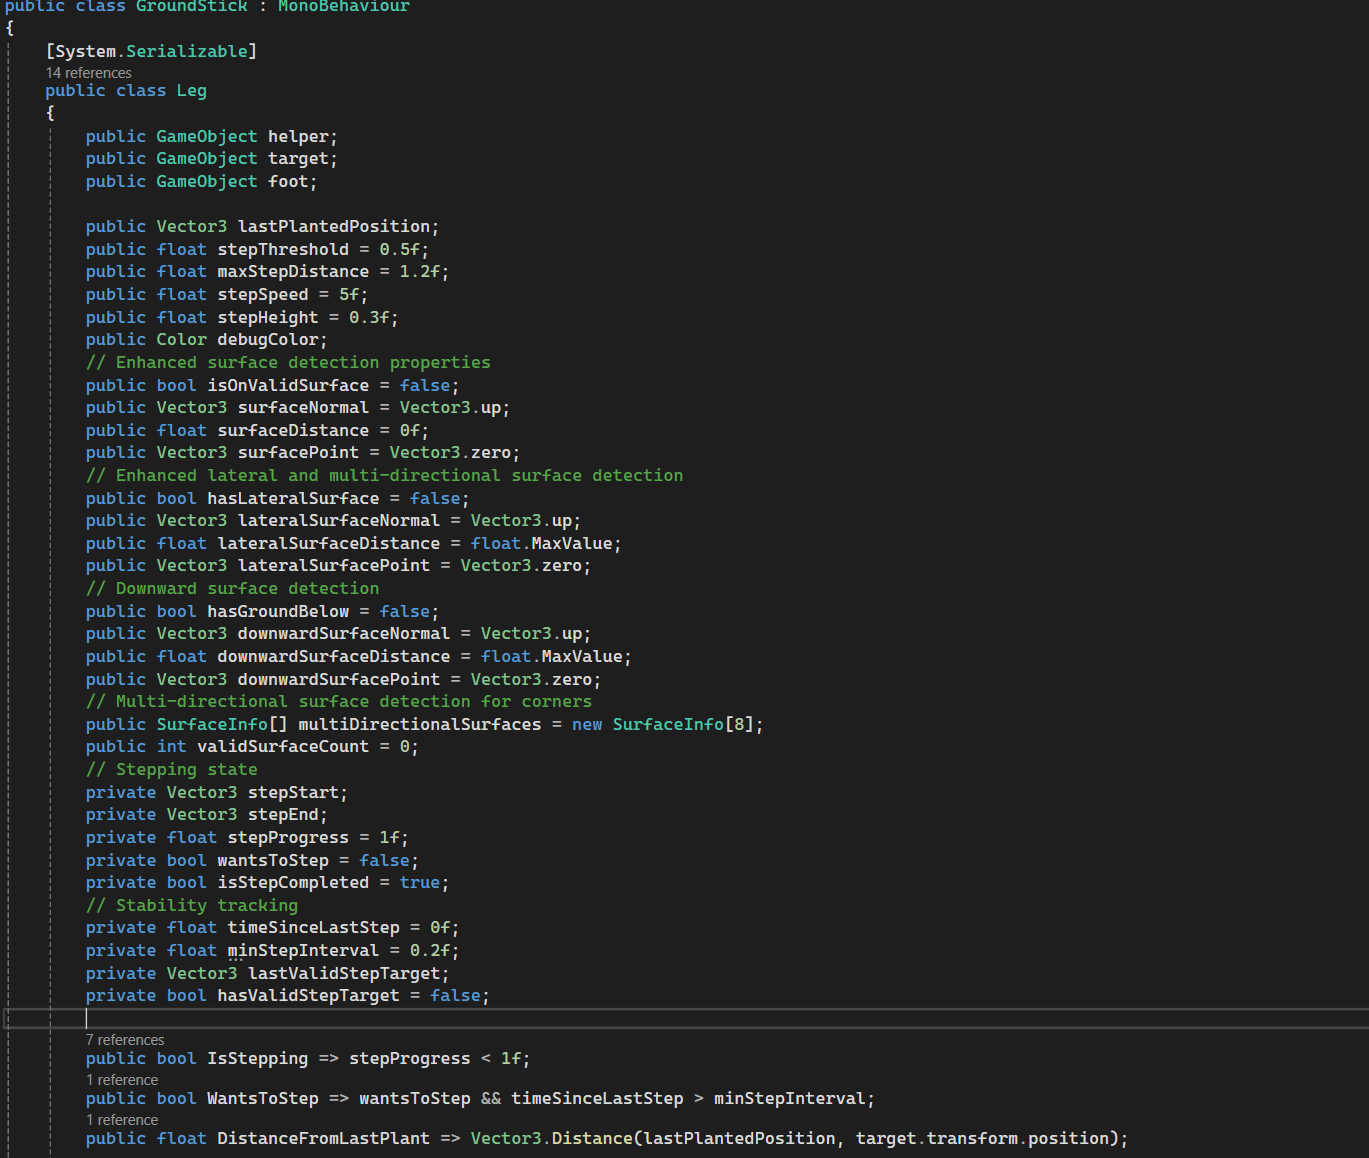 public class GroundStick : MonoBehaviour
{
[System.Serializable]
14 references
public class Leg
{
public GameObject helper;
public GameObject target;
public GameObject foot;
public Vector3 lastPlantedPosition;
public float stepThreshold = 0.5f;
public float maxStepDistance = 1.2f;
public float stepSpeed = 5f;
public float stepHeight = 0.3f;
public Color debugColor;
// Enhanced surface detection properties
public bool isOnValidSurface = false;
public Vector3 surfaceNormal = Vector3.up;
public float surfaceDistance = 0f;
public Vector3 surfacePoint = Vector3.zero;
// Enhanced lateral and multi-directional surface detection
public bool hasLateralSurface = false;
public Vector3 lateralSurfaceNormal = Vector3.up;
public float lateralSurfaceDistance = float.MaxValue;
public Vector3 lateralSurfacePoint = Vector3.zero;
// Downward surface detection
public bool hasGroundBelow = false;
public Vector3 downwardSurfaceNormal = Vector3.up;
public float downwardSurfaceDistance = float.MaxValue;
public Vector3 downwardSurfacePoint = Vector3.zero;
// Multi-directional surface detection for corners
public SurfaceInfo[] multiDirectionalSurfaces = new SurfaceInfo[8];
public int validSurfaceCount = 0;
// Stepping state
private Vector3 stepStart;
private Vector3 stepEnd;
private float stepProgress = 1f;
private bool wantsToStep = false;
private bool isStepCompleted = true;
// Stability tracking
private float timeSinceLastStep = 0f;
private float minStepInterval = 0.2f;
private Vector3 lastValidStepTarget;
private bool hasValidStepTarget = false;
7 references
public bool IsStepping => stepProgress < 1f;
1 reference
public bool WantsToStep => wantsToStep && timeSinceLastStep > minStepInterval;
1 reference
public float DistanceFromLastPlant => Vector3.Distance(lastPlantedPosition, target.transform.position);